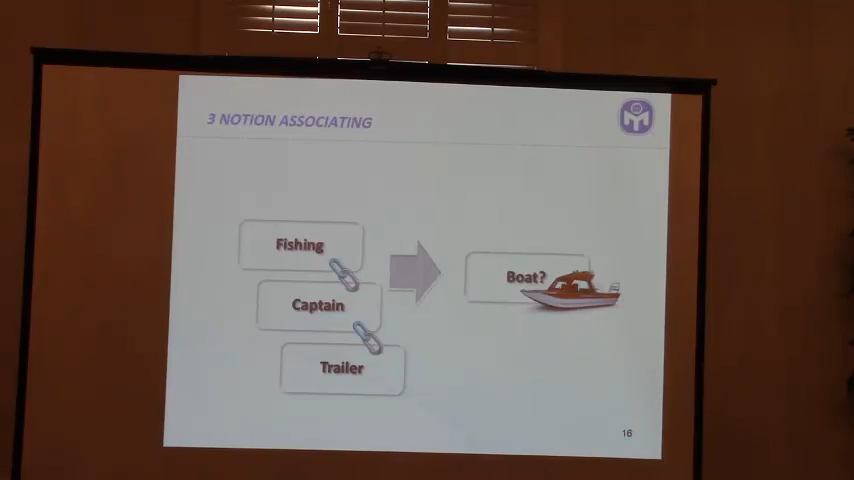 3 NOTION ASSOCIATING
Fishing
Captain
Trailer
Boat?
16